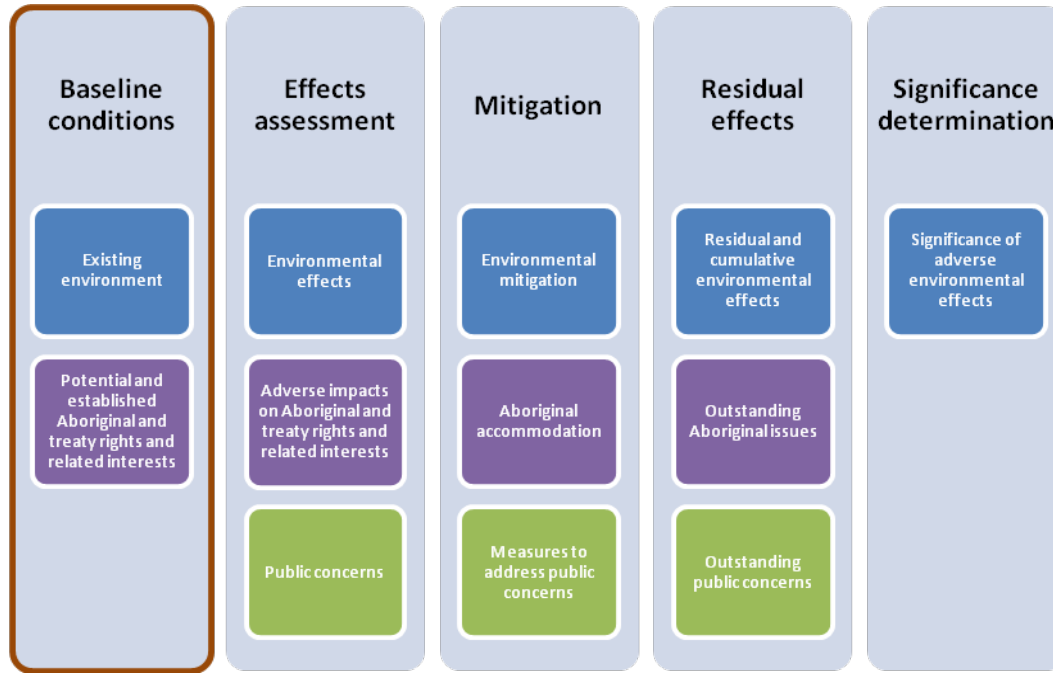 Baseline
conditions
Existing
environment
Potential and
established
Aboriginal and
treaty rights and
related interests
Effects
assessment
Environmental
effects
Adverse impacts
on Aboriginal and
treaty rights and
related interests
Public concerns
Mitigation
Environmental
mitigation
Aboriginal
accommodation
Measures to
address public
concerns
Residual
effects
Residual and
cumulative
environmental
effects
Outstanding
Aboriginal issues
Outstanding
public concerns
Significance
determination
Significance of
adverse
environmental
effects